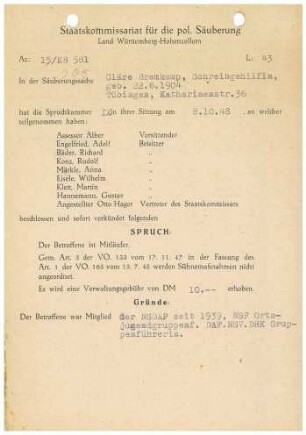 Staatskommissariat für die pol. Säuberung
Land Württemberg-Hohenzollern
Az: 15/K8 581
L: 43
In der Säuberungssache Cläre Bremkamp, Schreingehilfin,
geb. 22.6.1904
Tübingen, Katharinenstr.36
hat die Spruchkammer in ihrer Sitzung am 8.10.48 an welcher
teilgenommen haben:
Assessor Alber Vorsitzender
Engelfried, Adolf Beisitzer
Bäder, Richard "
Konz, Rudolf "
Märkle, Anna "
Eisele, Wilhelm "
Klett, Martin "
Hannemann, Gustav "
Angestellter Otto Hager Vertreter des Staatskommissars
beschlossen und sofort verkündet folgenden
SPRUCH:
Der Betroffene ist Mitläufer.
Gem. Art. 3 der VO. 133 vom 17. 11. 47 in der Fassung des
Art. 1 der VO. 165 vom 13. 7. 48 werden Sühnemaßnahmen nicht
angeordnet.
Es wird eine Verwaltungsgebühr von DM 10.-- erhoben.
Gründe:
Der Betroffene war Mitglied der NSDAP seit 1939, NSF Orts-
jugendgruppenf. DAF.NSV.DRK Grup-
penführerin.